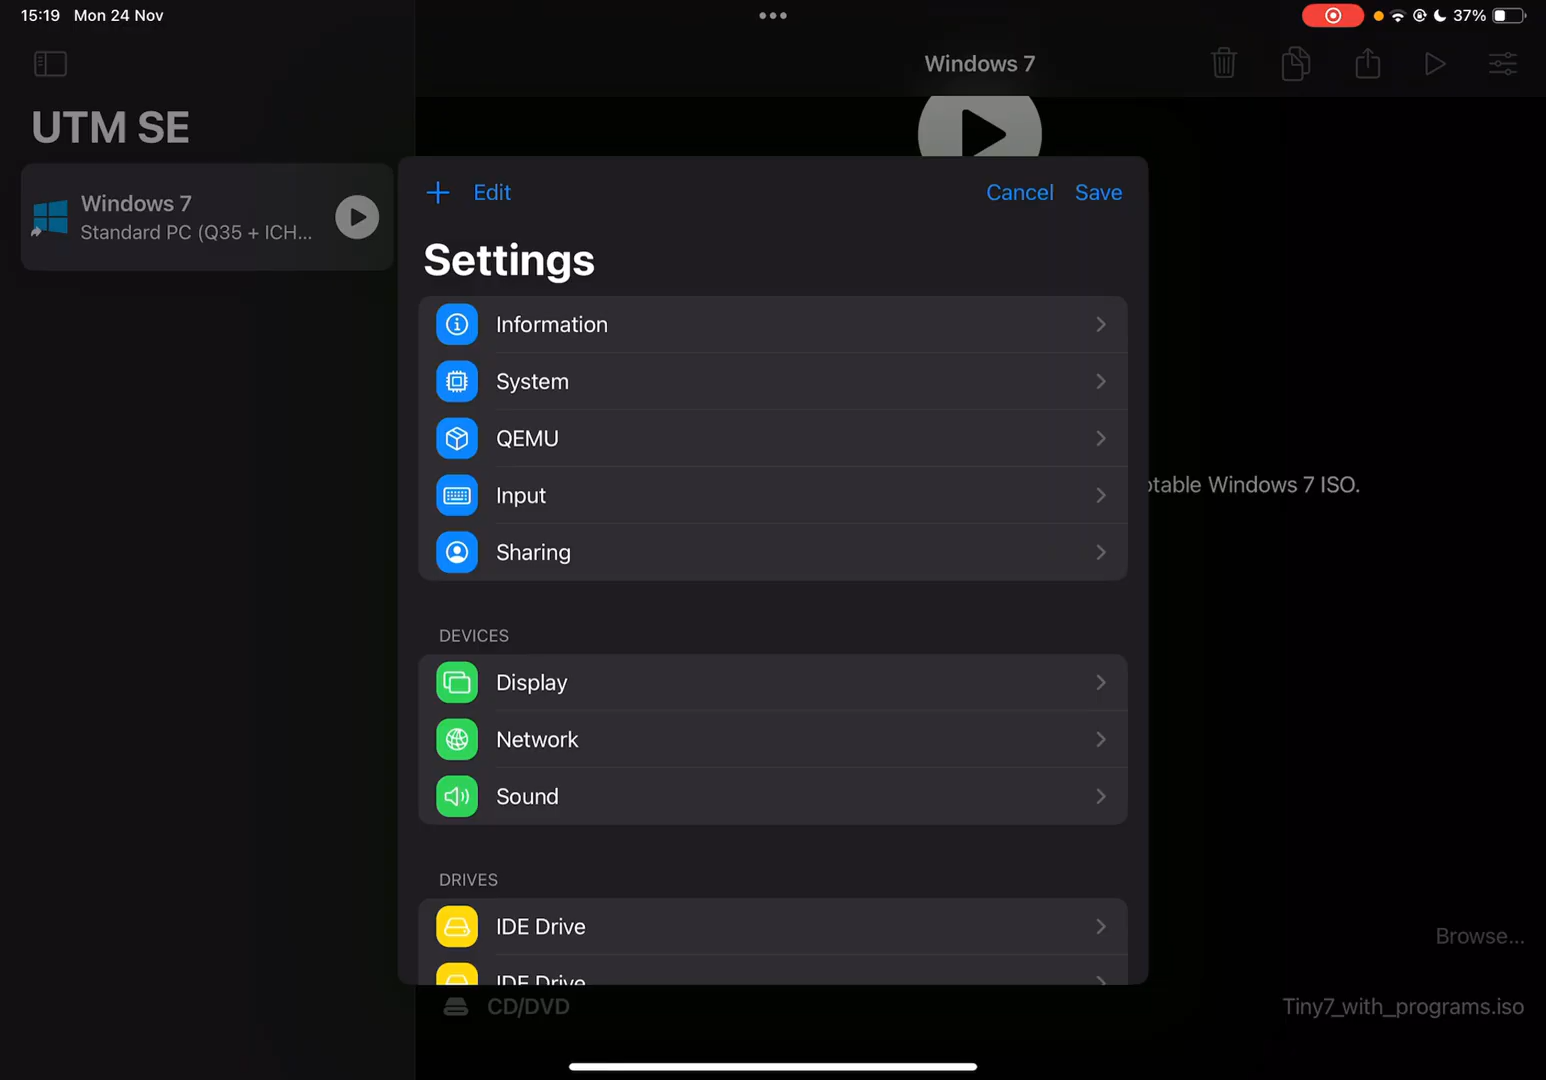 15:19 Mon 24 Nov
37%
Windows 7
UTM SE
Windows 7
Standard PC (Q35 + ICH...
Edit
Cancel
Save
Settings
Information
System
QEMU
Input
Sharing
DEVICES
Display
Network
Sound
DRIVES
IDE Drive
IDE Drive
otable Windows 7 ISO.
Browse...
CD/DVD
Tiny7_with_programs.iso